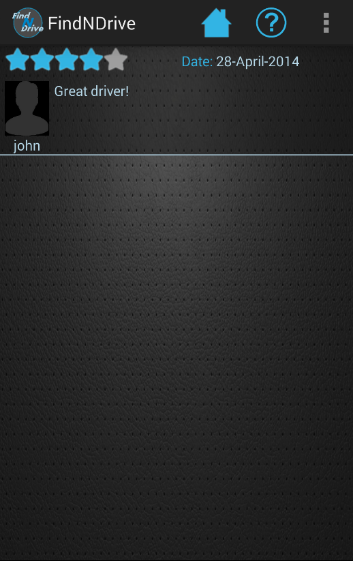 Find
N
Drive
FindNDrive
?
Date: 28-April-2014
Great driver!
john